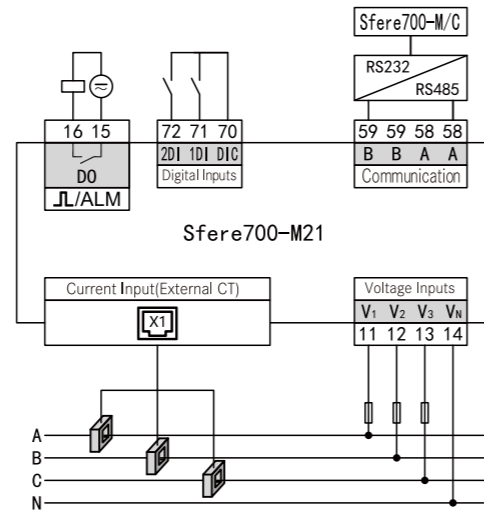 Sfere700-M/C
RS232
RS485
16 15
72 71 70
59 59 58 58
DO
2DI 1DI DIC
B B A A
/ALM
Digital Inputs
Communication
Sfere700-M21
Current Input(External CT)
Voltage Inputs
X1
V₁ V₂ V₃ VN
11 12 13 14
A
B
C
N